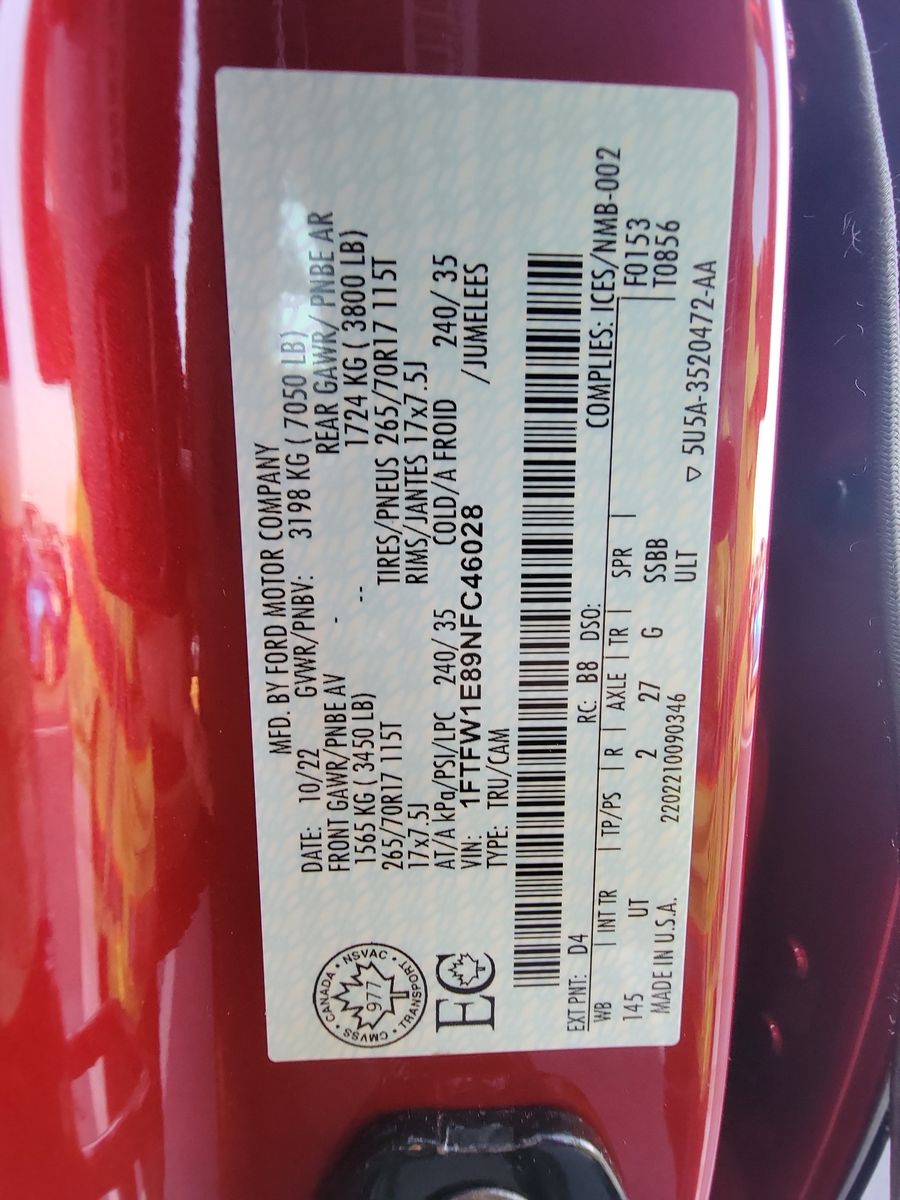 MFD. BY FORD MOTOR COMPANY
DATE: 10/22 GVWR/PNBV: 3198 KG ( 7050 LB)
FRONT GAWR/PNBE AV - REAR GAWR/ PNBE AR
1565 KG ( 3450 LB) -- 1724 KG ( 3800 LB)
265/70R17 115T TIRES/PNEUS 265/70R17 115T
17x7.5J RIMS/JANTES 17x7.5J
AT/A kPa/PSI/LPC 240/ 35 COLD/A FROID 240/ 35
VIN: 1FTFW1E89NFC46028 /JUMELEES
TYPE: TRU/CAM
CANADA • NSVAC • TRANSPORT • CMVSS •
977
EC
EXT PNT: D4 RC: B8 DSO: COMPLIES: ICES/NMB-002
WB | INT TR | TP/PS | R | AXLE | TR | SPR | F0153
145 UT 2 27 G SSBB T0856
MADE IN U.S.A. 220221009​0346 ULT
▽ 5U5A-3520472-AA